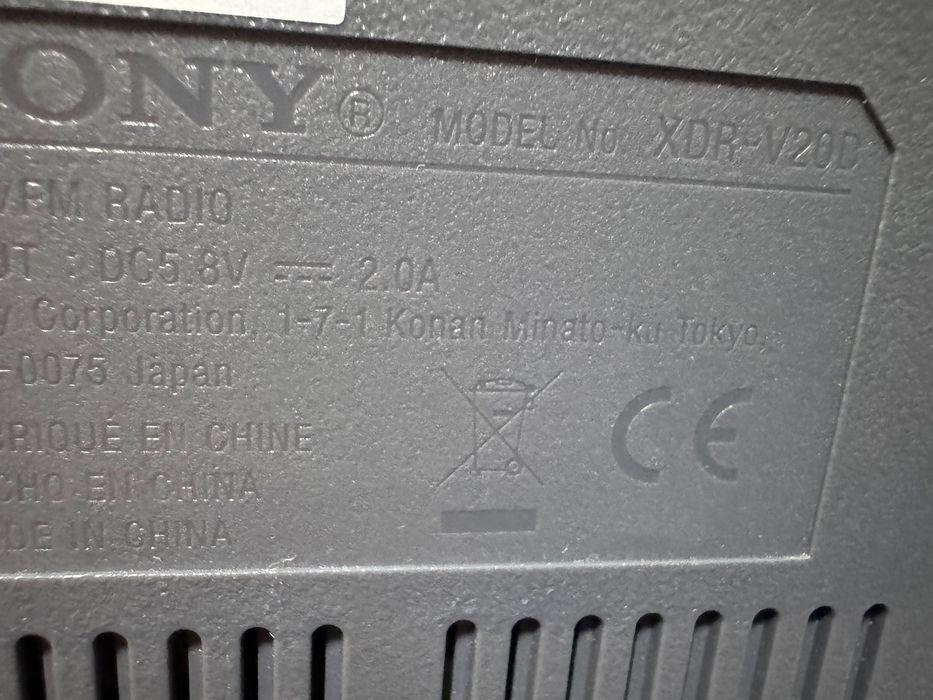 ONY® MODEL No XDR-V20D
/FM RADIO
UT : DC5.8V ⎓ 2.0A
y Corporation, 1-7-1 Konan Minato-ku Tokyo,
-0075 Japan
BRIQUÉ EN CHINE
CHO EN CHINA
DE IN CHINA
CE